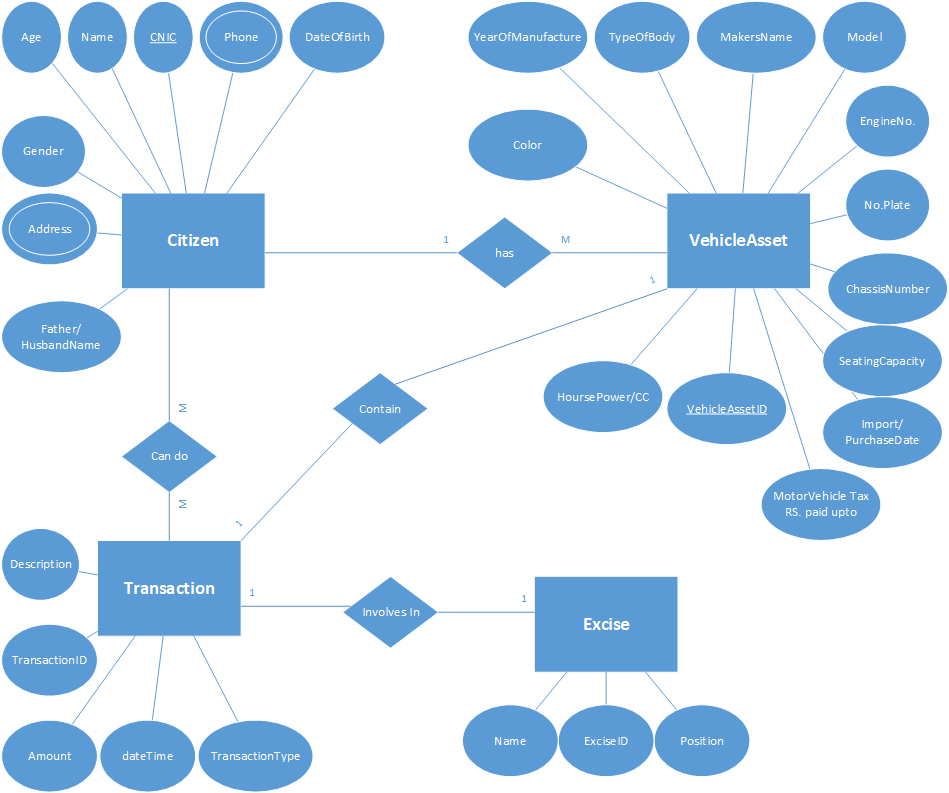 Age
Name
CNIC
Phone
DateOfBirth
YearOfManufacture
TypeOfBody
MakersName
Model
Gender
Color
EngineNo.
Address
No.Plate
Citizen
1
has
M
VehicleAsset
1
ChassisNumber
Father/
HusbandName
SeatingCapacity
HoursePower/CC
VehicleAssetID
M
Contain
Import/
PurchaseDate
Can do
M
MotorVehicle Tax
RS. paid upto
1
Description
Transaction
1
Involves In
1
Excise
TransactionID
Amount
dateTime
TransactionType
Name
ExciseID
Position